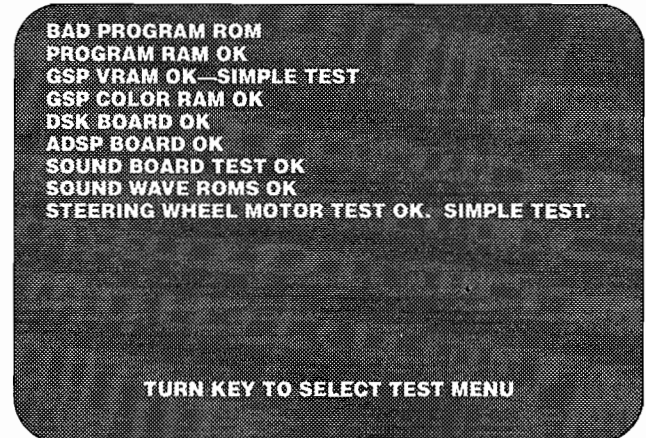 BAD PROGRAM ROM
PROGRAM RAM OK
GSP VRAM OK—SIMPLE TEST
GSP COLOR RAM OK
DSK BOARD OK
ADSP BOARD OK
SOUND BOARD TEST OK
SOUND WAVE ROMS OK
STEERING WHEEL MOTOR TEST OK. SIMPLE TEST.
TURN KEY TO SELECT TEST MENU